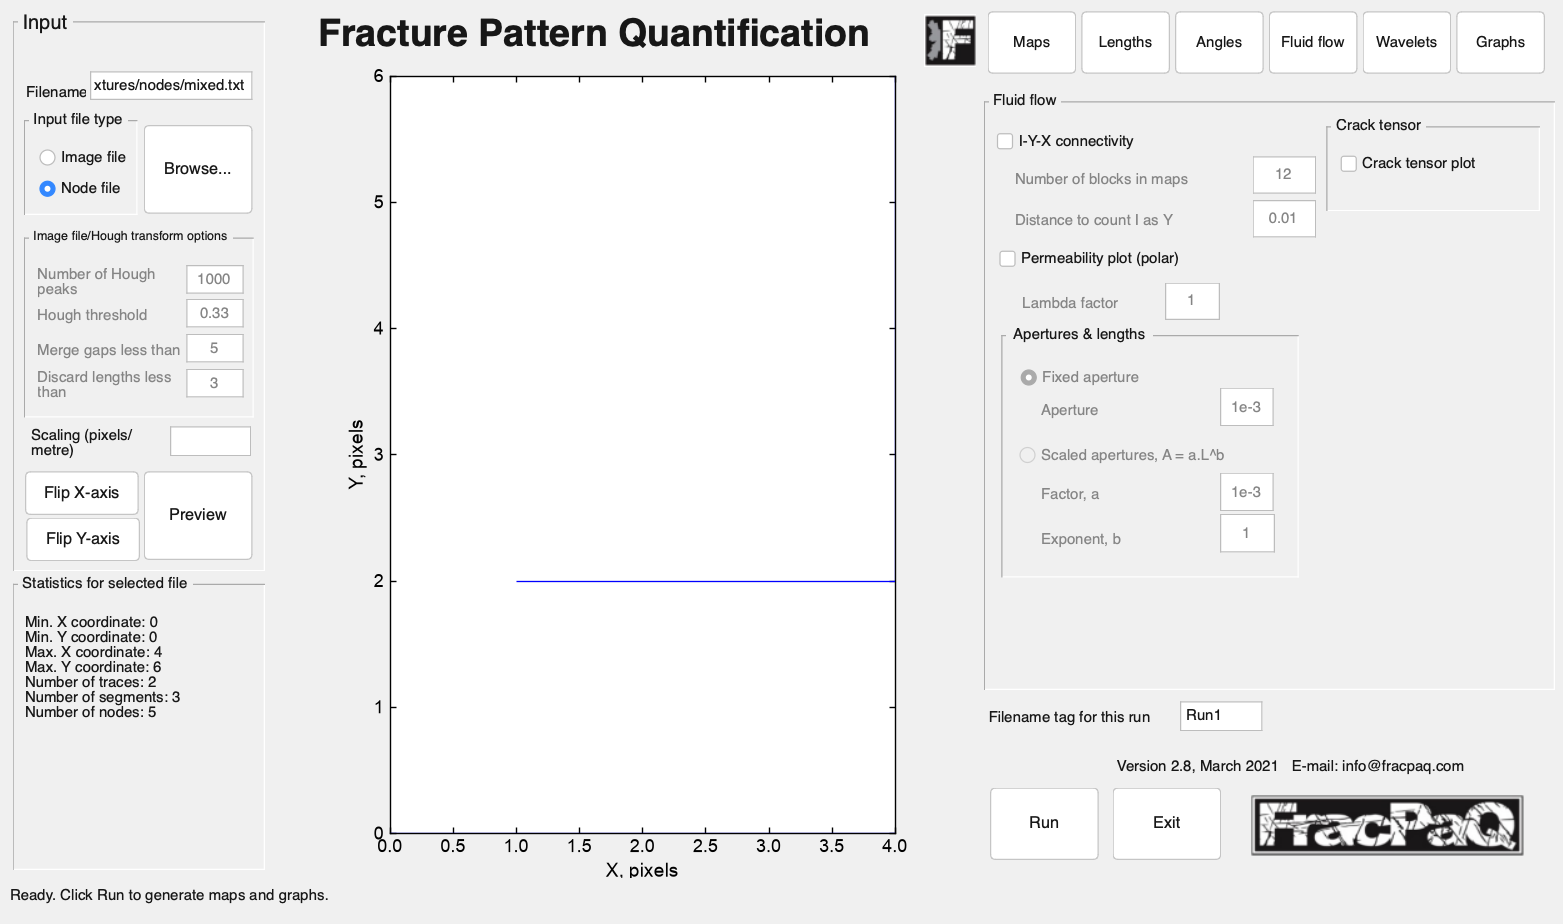 Input
Filename
xtures/nodes/mixed.txt
Input file type
Image file
Node file
Browse...
Image file/Hough transform options
Number of Hough
peaks
1000
Hough threshold
0.33
Merge gaps less than
5
Discard lengths less
than
3
Scaling (pixels/
metre)
Flip X-axis
Flip Y-axis
Preview
Statistics for selected file
Min. X coordinate: 0
Min. Y coordinate: 0
Max. X coordinate: 4
Max. Y coordinate: 6
Number of traces: 2
Number of segments: 3
Number of nodes: 5
Ready. Click Run to generate maps and graphs.
Fracture Pattern Quantification
6
5
4
3
2
1
0
Y, pixels
0.0 0.5 1.0 1.5 2.0 2.5 3.0 3.5 4.0
X, pixels
F
Maps
Lengths
Angles
Fluid flow
Wavelets
Graphs
Fluid flow
I-Y-X connectivity
Number of blocks in maps
12
Distance to count I as Y
0.01
Crack tensor
Crack tensor plot
Permeability plot (polar)
Lambda factor
1
Apertures & lengths
Fixed aperture
Aperture
1e-3
Scaled apertures, A = a.L^b
Factor, a
1e-3
Exponent, b
1
Filename tag for this run
Run1
Version 2.8, March 2021 E-mail: info@fracpaq.com
Run
Exit
FracPaQ